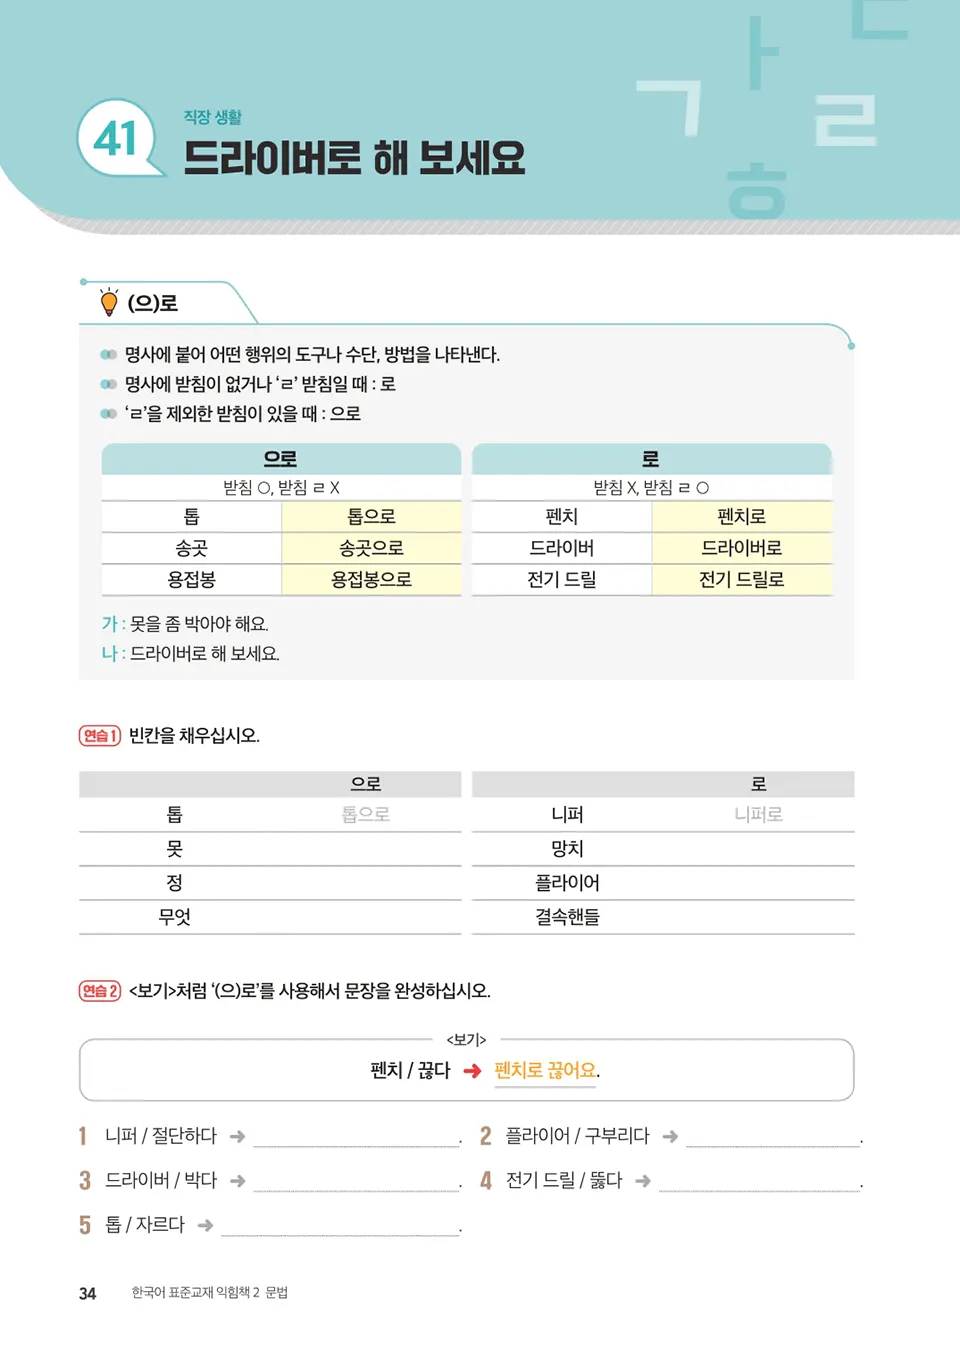 41
직장 생활
드라이버로 해 보세요
ㄱ ㅏ ㄴ ㄹ ㅎ
(으)로
명사에 붙어 어떤 행위의 도구나 수단, 방법을 나타낸다.
명사에 받침이 없거나 ‘ㄹ’ 받침일 때 : 로
‘ㄹ’을 제외한 받침이 있을 때 : 으로
으로 로
받침 ○, 받침 ㄹ X 받침 X, 받침 ㄹ ○
톱 톱으로 펜치 펜치로
송곳 송곳으로 드라이버 드라이버로
용접봉 용접봉으로 전기 드릴 전기 드릴로
가 : 못을 좀 박아야 해요.
나 : 드라이버로 해 보세요.
연습 1 빈칸을 채우십시오.
으로 로
톱 톱으로 니퍼 니퍼로
못 망치
정 플라이어
무엇 결속핸들
연습 2 <보기>처럼 ‘(으)로’를 사용해서 문장을 완성하십시오.
<보기>
펜치 / 끊다 ➜ 펜치로 끊어요.
1 니퍼 / 절단하다 ➜ . 2 플라이어 / 구부리다 ➜ .
3 드라이버 / 박다 ➜ . 4 전기 드릴 / 뚫다 ➜ .
5 톱 / 자르다 ➜ .
34 한국어 표준교재 익힘책 2 문법